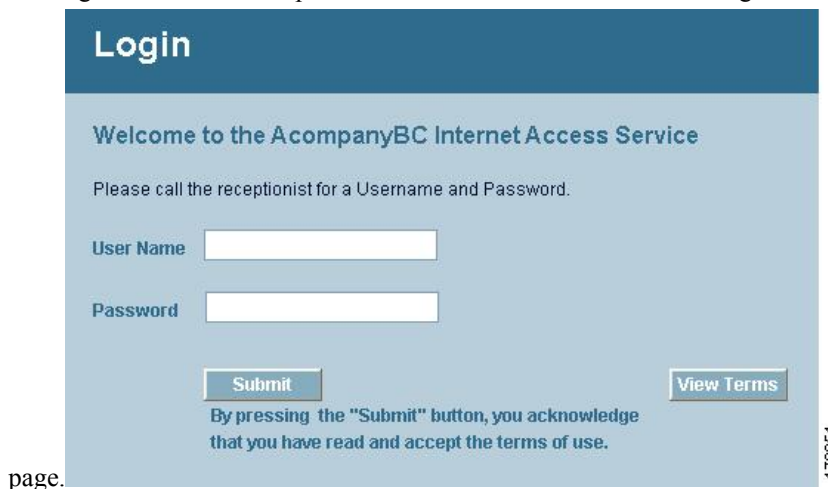 Login
Welcome to the AcompanyBC Internet Access Service
Please call the receptionist for a Username and Password.
User Name
Password
Submit
View Terms
By pressing the "Submit" button, you acknowledge
that you have read and accept the terms of use.
page.